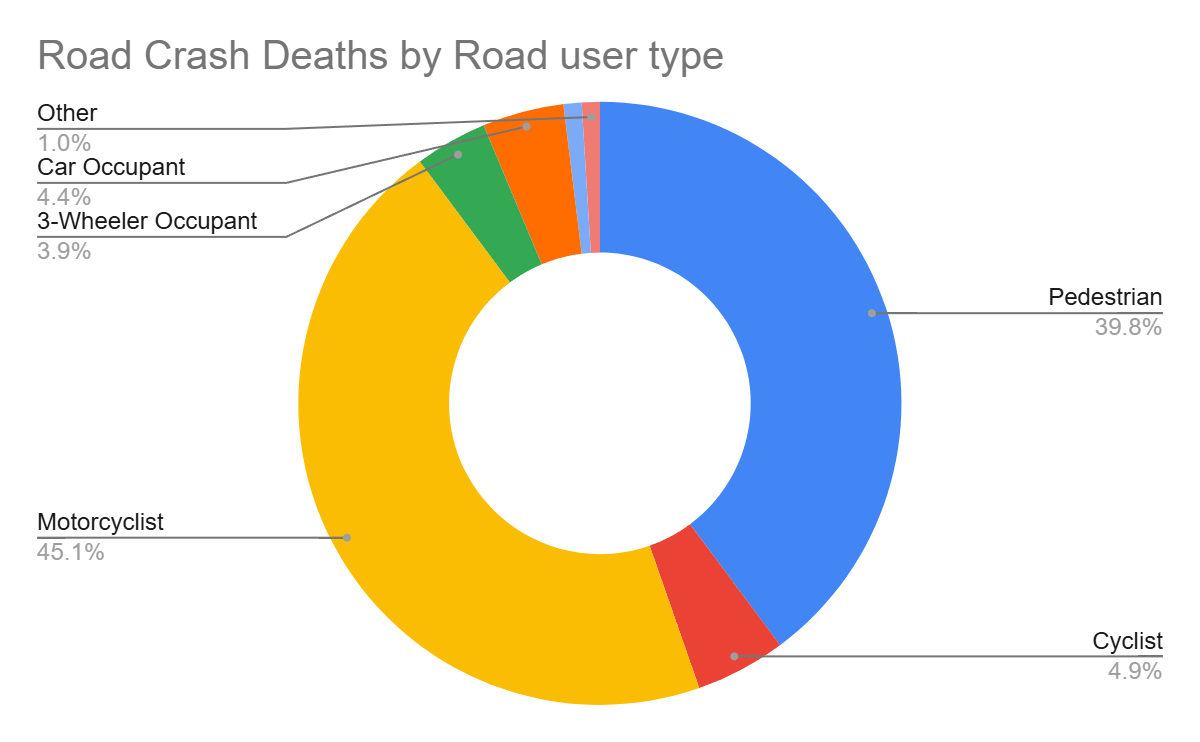 Road Crash Deaths by Road user type
Other
1.0%
Car Occupant
4.4%
3-Wheeler Occupant
3.9%
Pedestrian
39.8%
Motorcyclist
45.1%
Cyclist
4.9%